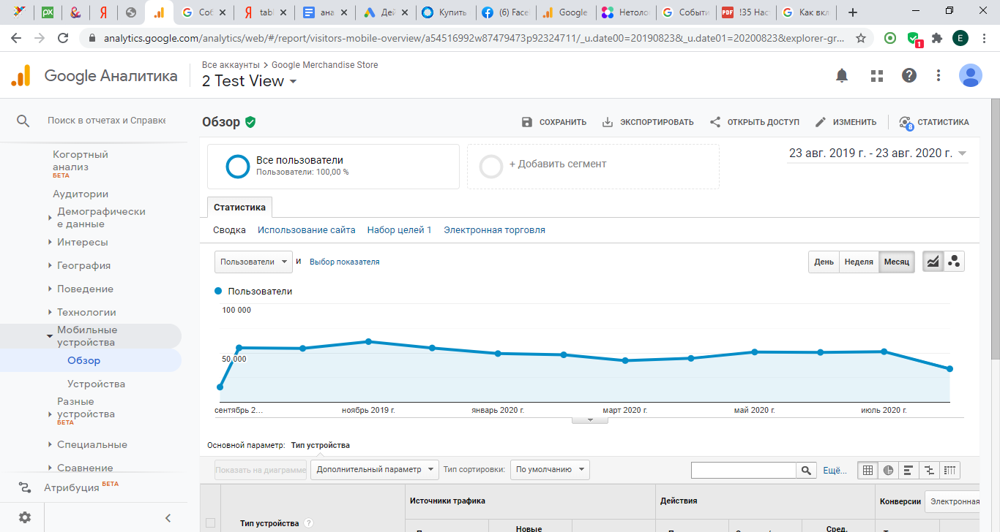 Соб
tabl
ана
Дей
Купить
(6) Face
Google
Нетоло
Событи
!35 Нас
Как вкл
analytics.google.com/analytics/web/#/report/visitors-mobile-overview/a54516992w87479473p92324711/_u.date00=20190823&_u.date01=20200823&explorer-gr...
1
E
Google Аналитика
Все аккаунты > Google Merchandise Store
2 Test View
Поиск в отчетах и Справке
Когортный
анализ
БЕТА
Аудитории
Демографически
е данные
Интересы
География
Поведение
Технологии
Мобильные
устройства
Обзор
Устройства
Разные
устройства
БЕТА
Специальные
Сравнение
Атрибуция БЕТА
Обзор
СОХРАНИТЬ
ЭКСПОРТИРОВАТЬ
ОТКРЫТЬ ДОСТУП
ИЗМЕНИТЬ
8
СТАТИСТИКА
Все пользователи
Пользователи: 100,00 %
+ Добавить сегмент
23 авг. 2019 г. - 23 авг. 2020 г.
Статистика
Сводка
Использование сайта
Набор целей 1
Электронная торговля
Пользователи
и
Выбор показателя
День
Неделя
Месяц
Пользователи
100 000
50 000
сентябрь 2...
ноябрь 2019 г.
январь 2020 г.
март 2020 г.
май 2020 г.
июль 2020 г.
Основной параметр: Тип устройства
Показать на диаграмме
Дополнительный параметр
Тип сортировки:
По умолчанию
Ещё...
Тип устройства ?
Источники трафика
Действия
Конверсии
Электронная
Новые
Сред.